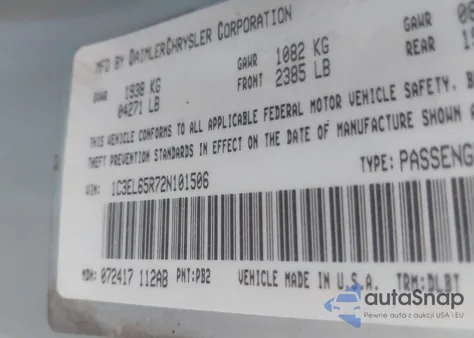 MFD BY DAIMLERCHRYSLER CORPORATION
GVWR 1938 KG 04271 LB
GAWR FRONT 1082 KG 2385 LB
GAWR REAR
THIS VEHICLE CONFORMS TO ALL APPLICABLE FEDERAL MOTOR VEHICLE SAFETY,
THEFT PREVENTION STANDARDS IN EFFECT ON THE DATE OF MANUFACTURE SHOWN
VIN: 1C3EL65R72N101506 TYPE: PASSENGE
MDH: 072417 112AB PNT: PB2 VEHICLE MADE IN U.S.A. TRM: DLBT
autoSnap
Pewne auta z aukcji USA i EU